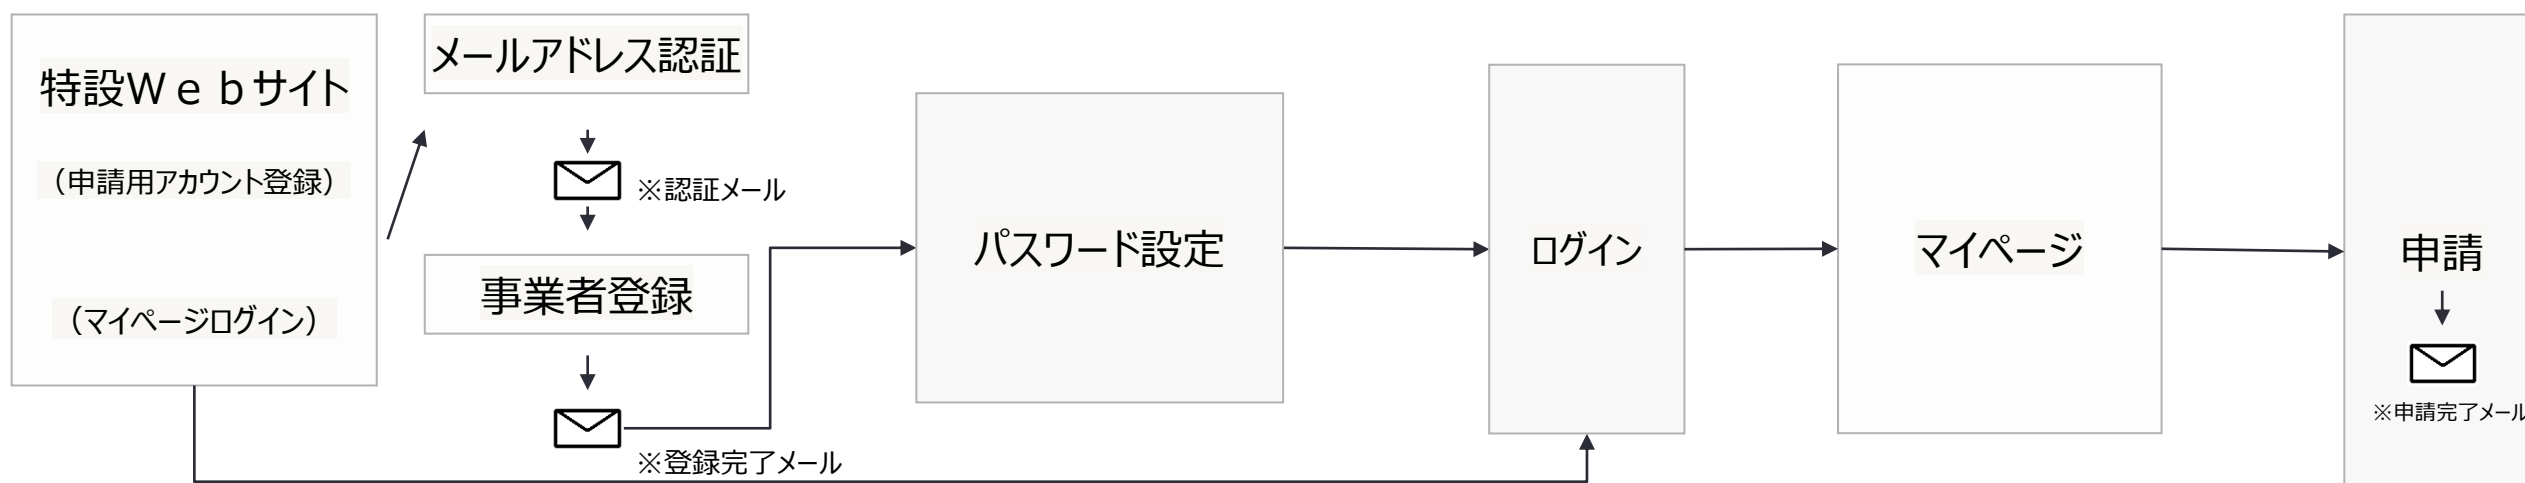 特設Ｗｅｂサイト
（申請用アカウント登録）
（マイページログイン）
メールアドレス認証
※認証メール
事業者登録
※登録完了メール
パスワード設定
ログイン
マイページ
申請
※申請完了メール